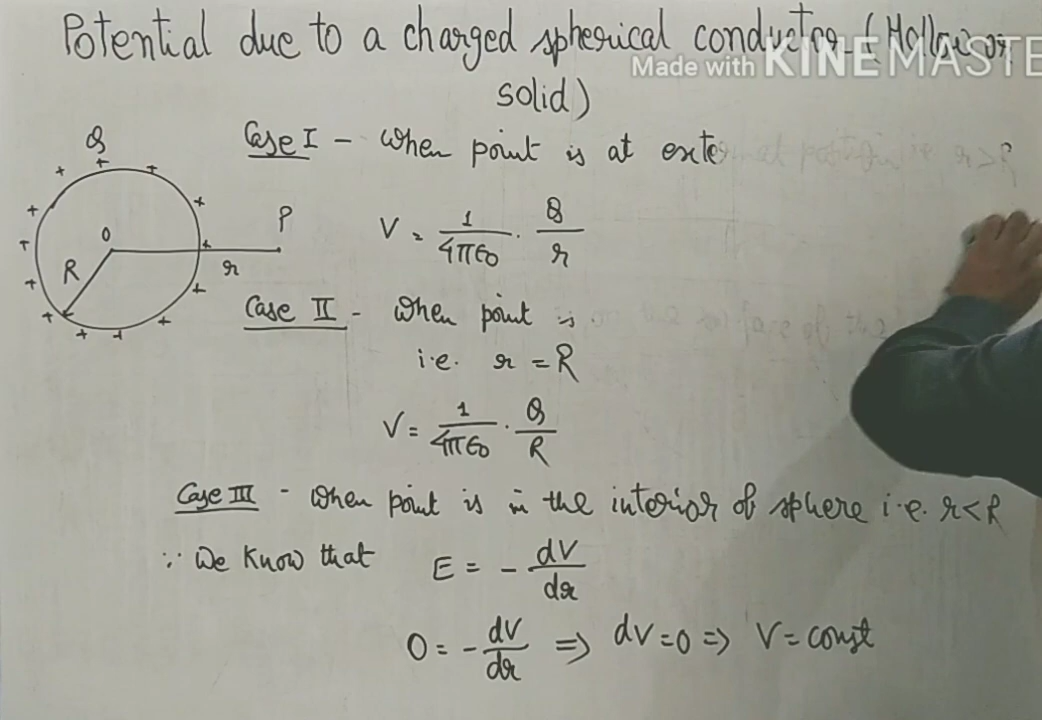 Potential due to a charged spherical conductor (Hollow or
Made with KINEMASTE
solid)
Q
Case I - When point is at exte
P
O
R
r
V = 1/4πϵ0 . Q/r
Case II - when point is
i.e. r = R
V = 1/4πϵ0 . Q/R
Case III - When point is in the interior of sphere i.e. r < R
∵ We know that E = - dV/dr
0 = - dV/dr ⇒ dV = 0 ⇒ V = const